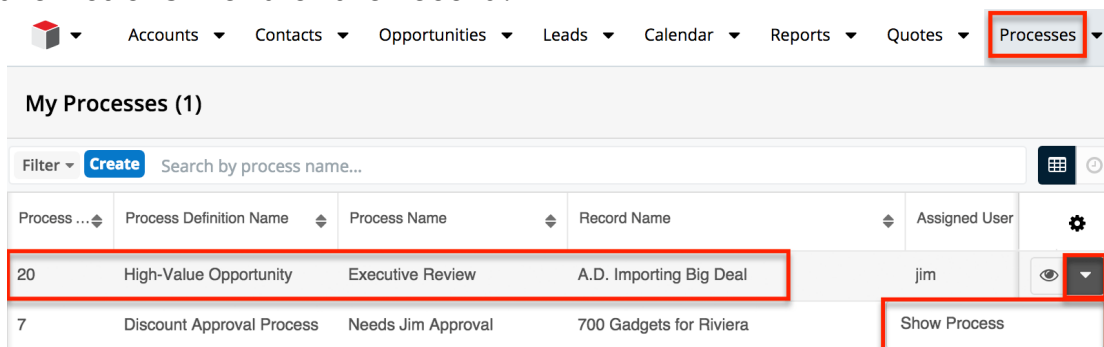 Accounts Contacts Opportunities Leads Calendar Reports Quotes Processes
My Processes (1)
Filter Create Search by process name...
Process ... Process Definition Name Process Name Record Name Assigned User
20 High-Value Opportunity Executive Review A.D. Importing Big Deal jim
7 Discount Approval Process Needs Jim Approval 700 Gadgets for Riviera Show Process